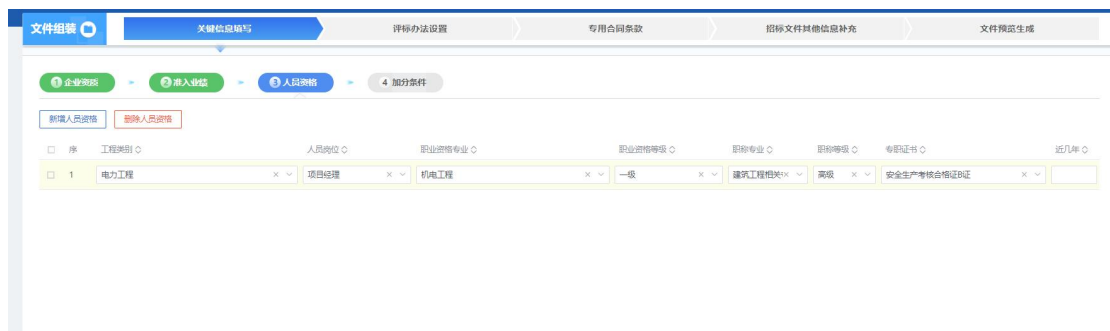 文件组装 关键信息填写 评标办法设置 专用合同条款 招标文件其他信息补充 文件预览生成
1 企业资质 2 准入业绩 3 人员资格 4 加分条件
新增人员资格 删除人员资格
序 工程类别 人员岗位 职业资格专业 职业资格等级 职称专业 职称等级 专职证书 近几年
1 电力工程 项目经理 机电工程 一级 建筑工程相关 高级 安全生产考核合格证B证